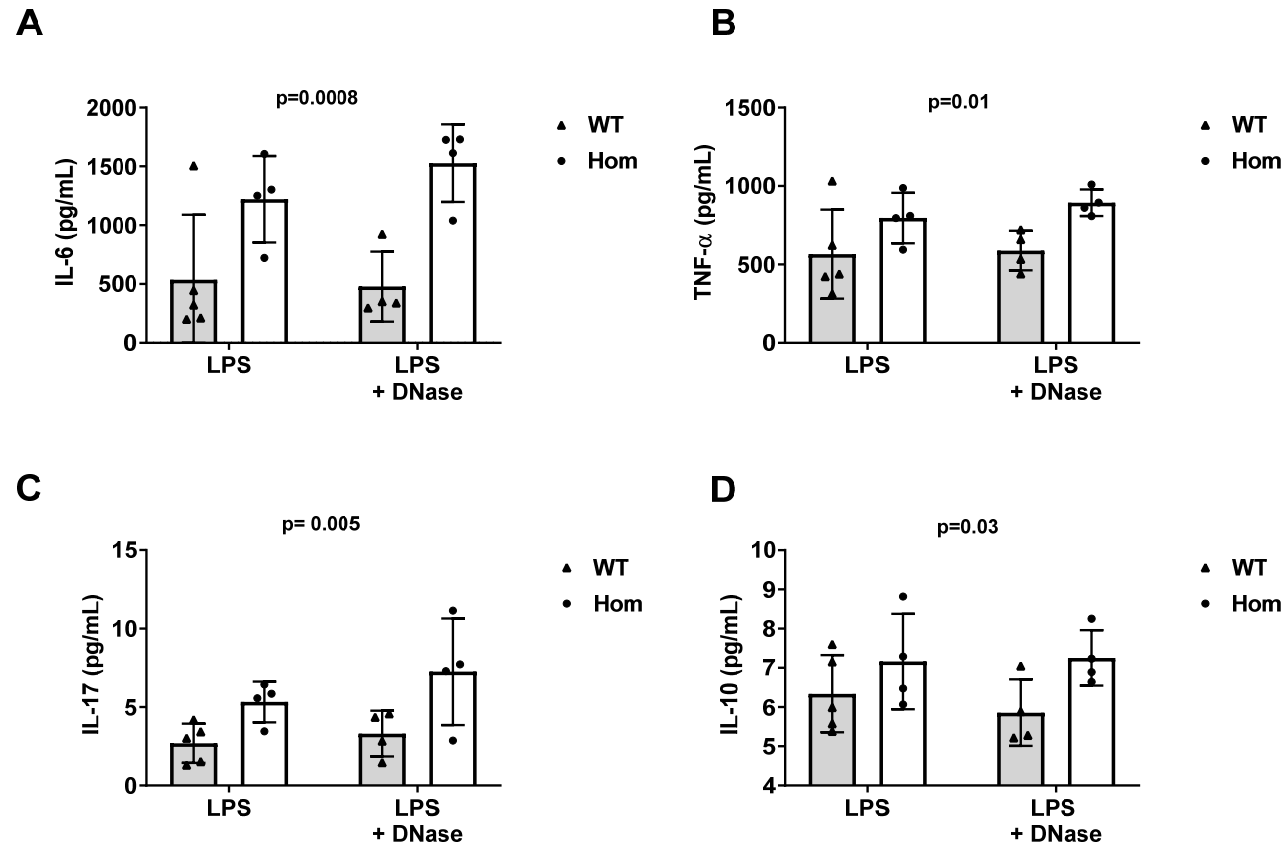 A
p=0.0008
IL-6 (pg/mL)
2000
1500
1000
500
0
LPS
LPS
+ DNase
WT
Hom
B
p=0.01
TNF-α (pg/mL)
1500
1000
500
0
LPS
LPS
+ DNase
WT
Hom
C
p= 0.005
IL-17 (pg/mL)
15
10
5
0
LPS
LPS
+ DNase
WT
Hom
D
p=0.03
IL-10 (pg/mL)
10
9
8
7
6
5
4
LPS
LPS
+ DNase
WT
Hom